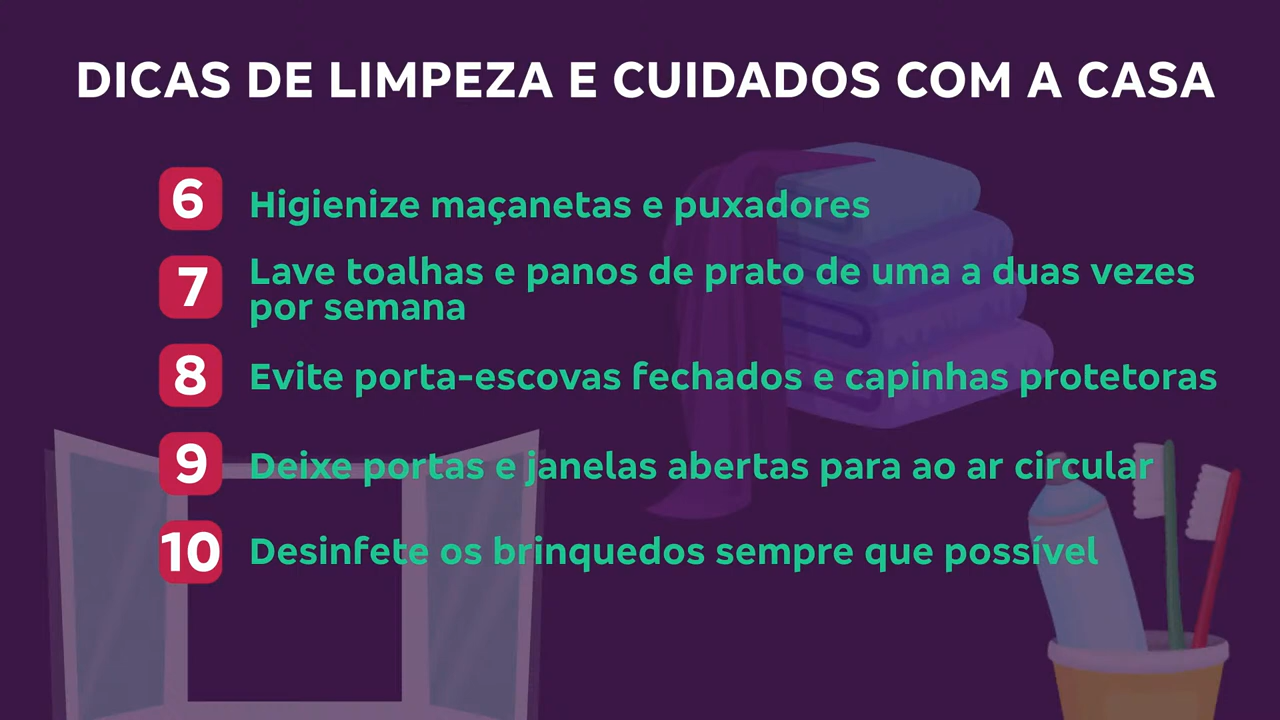 DICAS DE LIMPEZA E CUIDADOS COM A CASA
6 Higienize maçanetas e puxadores
7 Lave toalhas e panos de prato de uma a duas vezes
por semana
8 Evite porta-escovas fechados e capinhas protetoras
9 Deixe portas e janelas abertas para ao ar circular
10 Desinfete os brinquedos sempre que possível